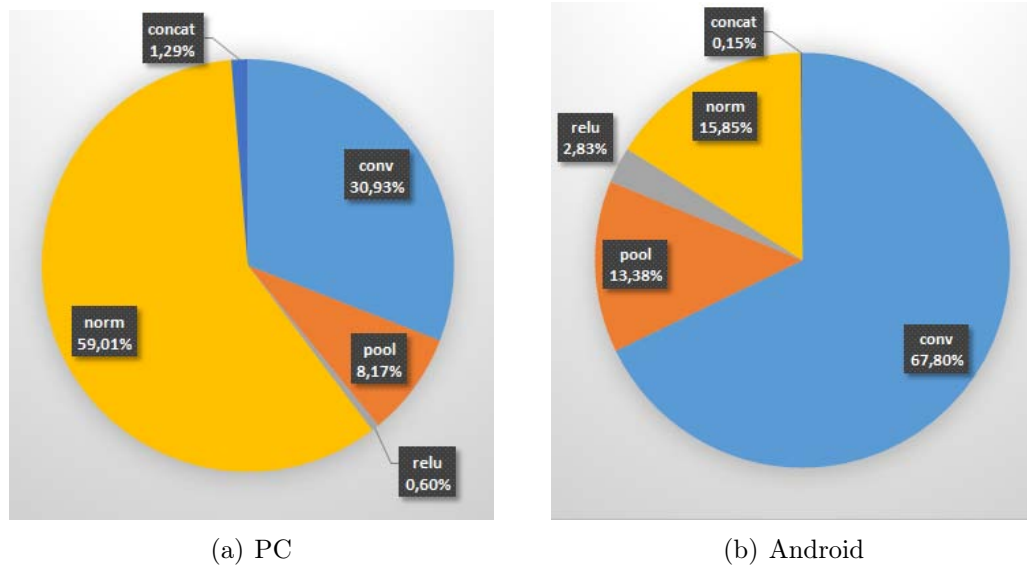 concat
1,29%
conv
30,93%
norm
59,01%
pool
8,17%
relu
0,60%
(a) PC
concat
0,15%
norm
15,85%
relu
2,83%
pool
13,38%
conv
67,80%
(b) Android